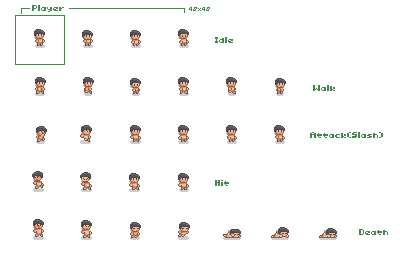 Player 48x48
Idle
Walk
Attack(Slash)
Hit
Death